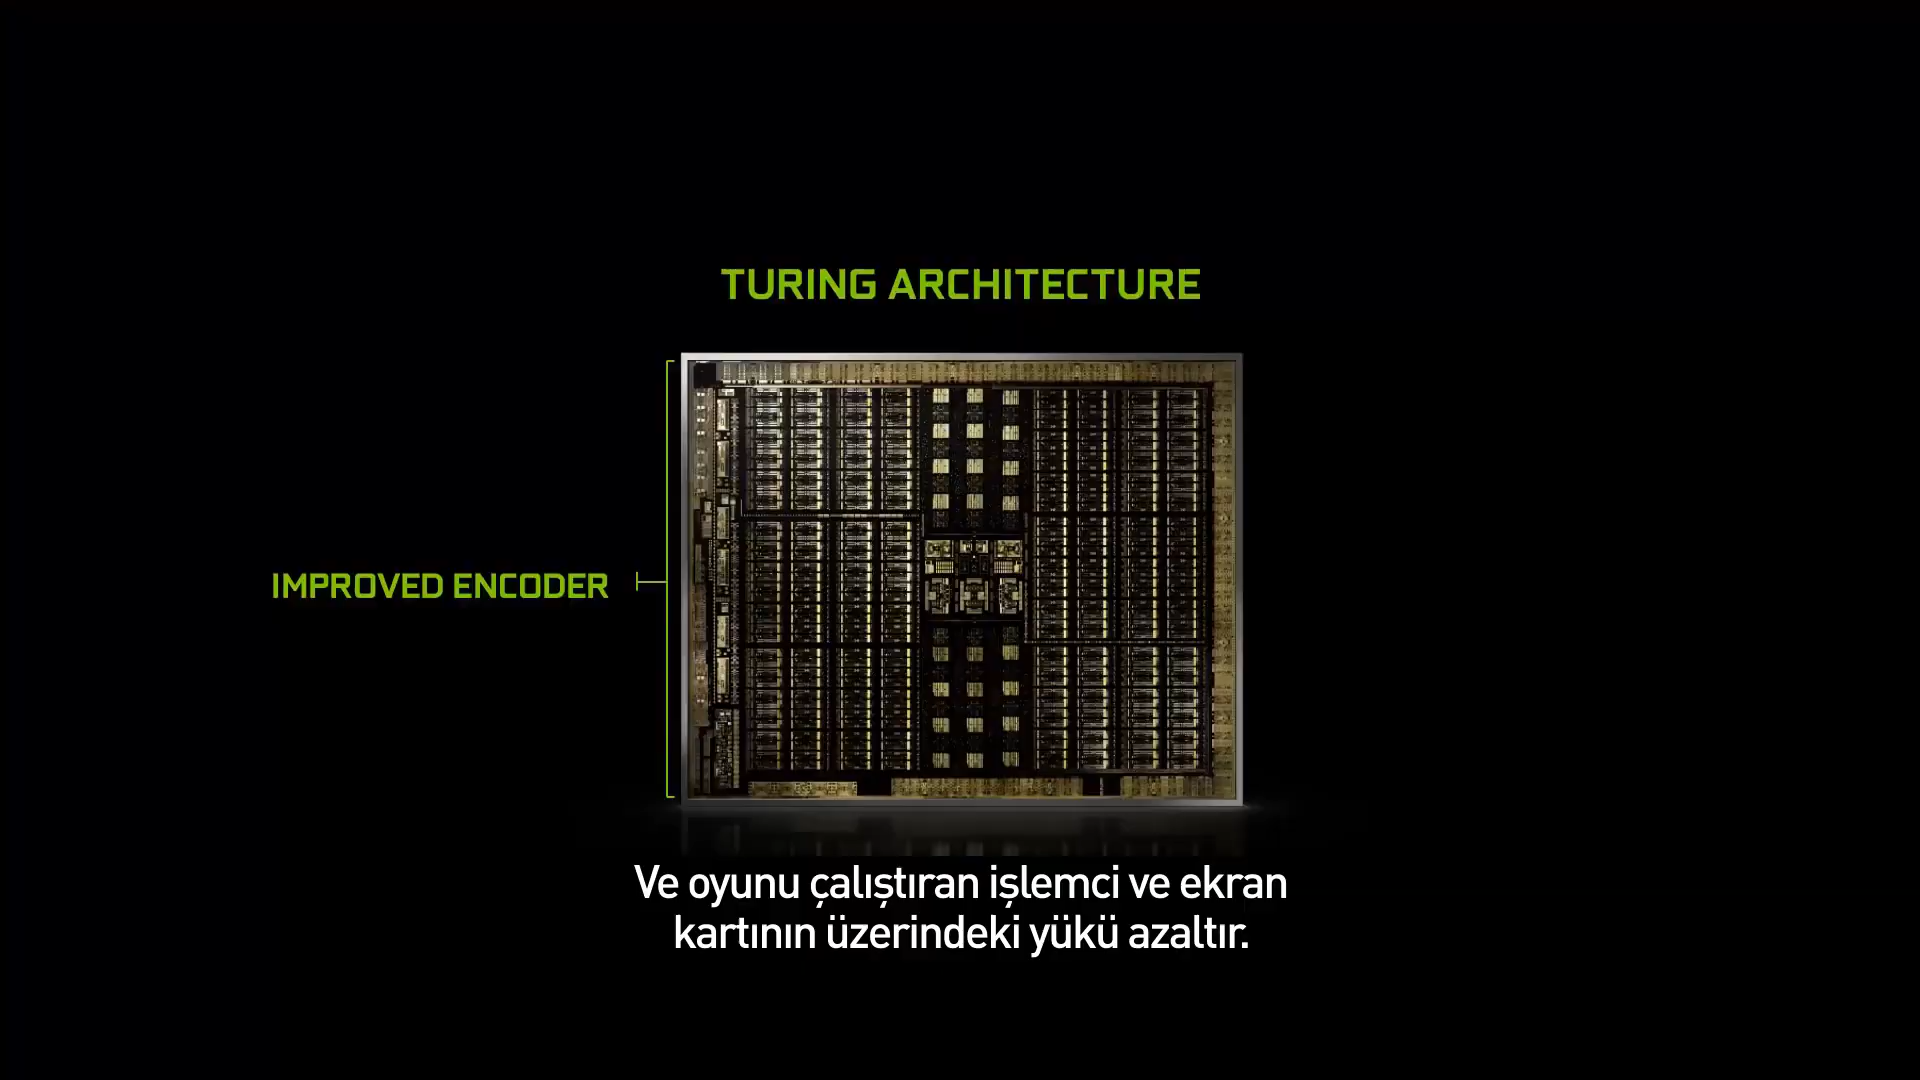 TURING ARCHITECTURE
IMPROVED ENCODER
Ve oyunu çalıştıran işlemci ve ekran
kartının üzerindeki yükü azaltır.